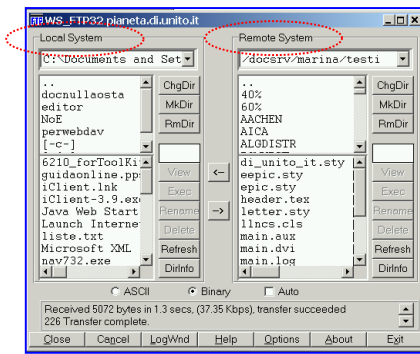 WS_FTP32 pianeta.di.unito.it
Local System
C:\Documents and Set
..
docnullaosta
editor
NoE
perwebdav
[-c-]
ChgDir
MkDir
RmDir
6210_forToolKi
guidaonline.pp
iClient.lnk
iClient-3.9.ex
Java Web Start
Launch Interne
liste.txt
Microsoft XML
nav732.exe
View
Exec
Rename
Delete
Refresh
DirInfo
<--
-->
Remote System
/docsrv/marina/testi
..
40%
60%
AACHEN
AICA
ALGDISTR
ChgDir
MkDir
RmDir
di_unito_it.sty
eepic.sty
epic.sty
header.tex
letter.sty
llncs.cls
main.aux
main.dvi
main.log
View
Exec
Rename
Delete
Refresh
DirInfo
ASCII Binary Auto
Received 5072 bytes in 1.3 secs, (37.35 Kbps), transfer succeeded
226 Transfer complete.
Close Cancel LogWnd Help Options About Exit